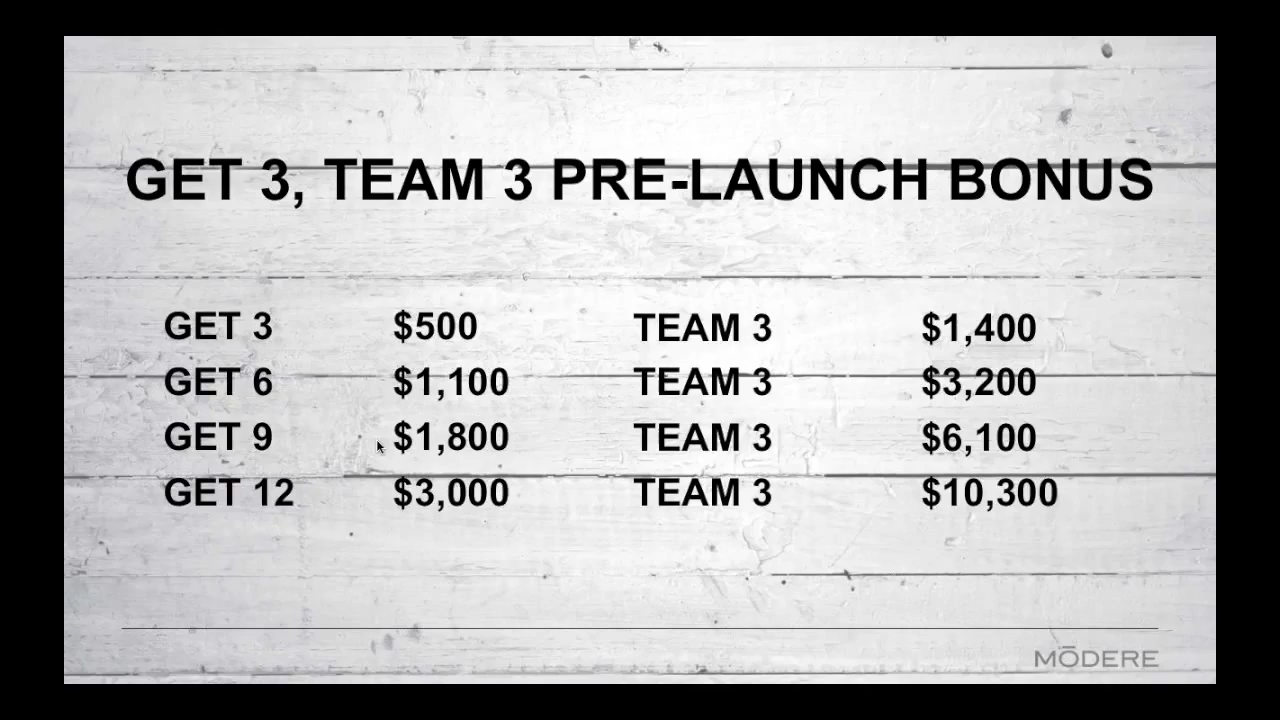 GET 3, TEAM 3 PRE-LAUNCH BONUS
GET 3 $500 TEAM 3 $1,400
GET 6 $1,100 TEAM 3 $3,200
GET 9 $1,800 TEAM 3 $6,100
GET 12 $3,000 TEAM 3 $10,300
MŌDERE